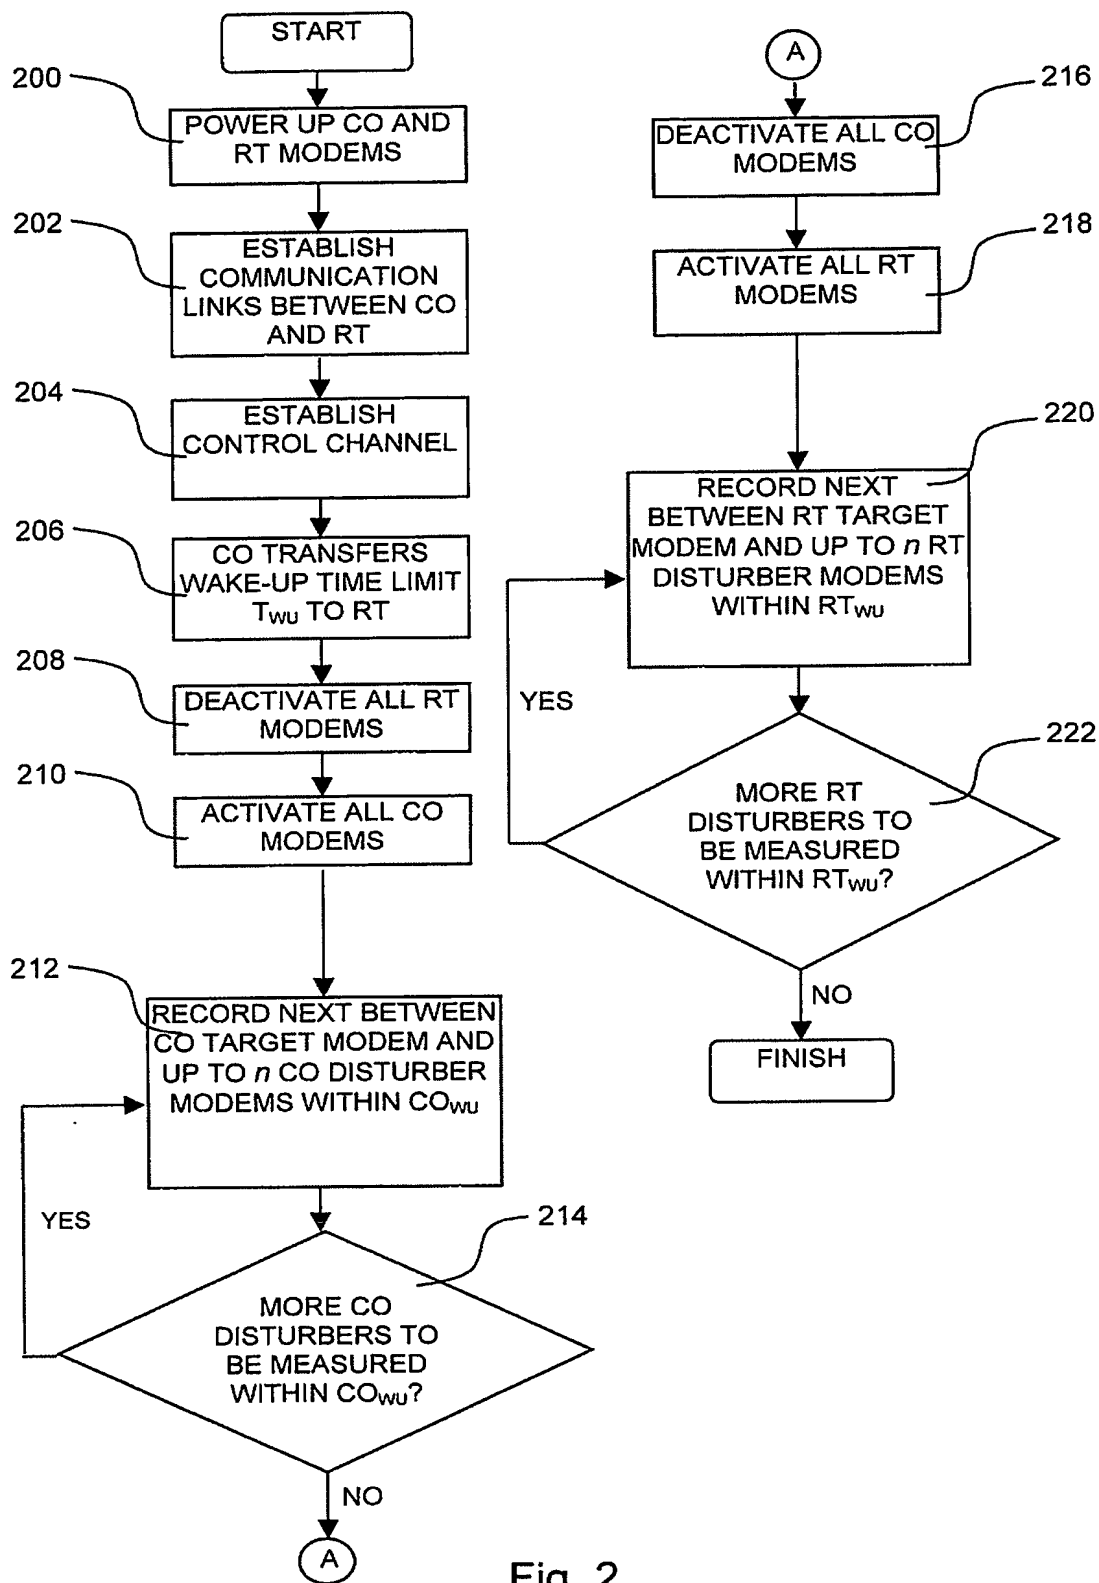 START
200
POWER UP CO AND
RT MODEMS
202
ESTABLISH
COMMUNICATION
LINKS BETWEEN CO
AND RT
204
ESTABLISH
CONTROL CHANNEL
206
CO TRANSFERS
WAKE-UP TIME LIMIT
TWU TO RT
208
DEACTIVATE ALL RT
MODEMS
210
ACTIVATE ALL CO
MODEMS
212
RECORD NEXT BETWEEN
CO TARGET MODEM AND
UP TO n CO DISTURBER
MODEMS WITHIN COWU
YES
214
MORE CO
DISTURBERS TO
BE MEASURED
WITHIN COWU?
NO
A
A
216
DEACTIVATE ALL CO
MODEMS
218
ACTIVATE ALL RT
MODEMS
220
RECORD NEXT
BETWEEN RT TARGET
MODEM AND UP TO n RT
DISTURBER MODEMS
WITHIN RTWU
YES
222
MORE RT
DISTURBERS TO
BE MEASURED
WITHIN RTWU?
NO
FINISH
Fig. 2